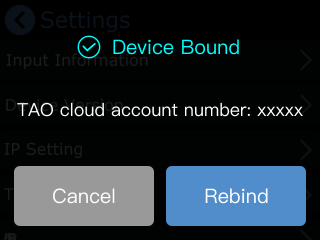 Settings
Device Bound
Input Information
TAO cloud account number: xxxxx
IP Setting
Cancel
Rebind